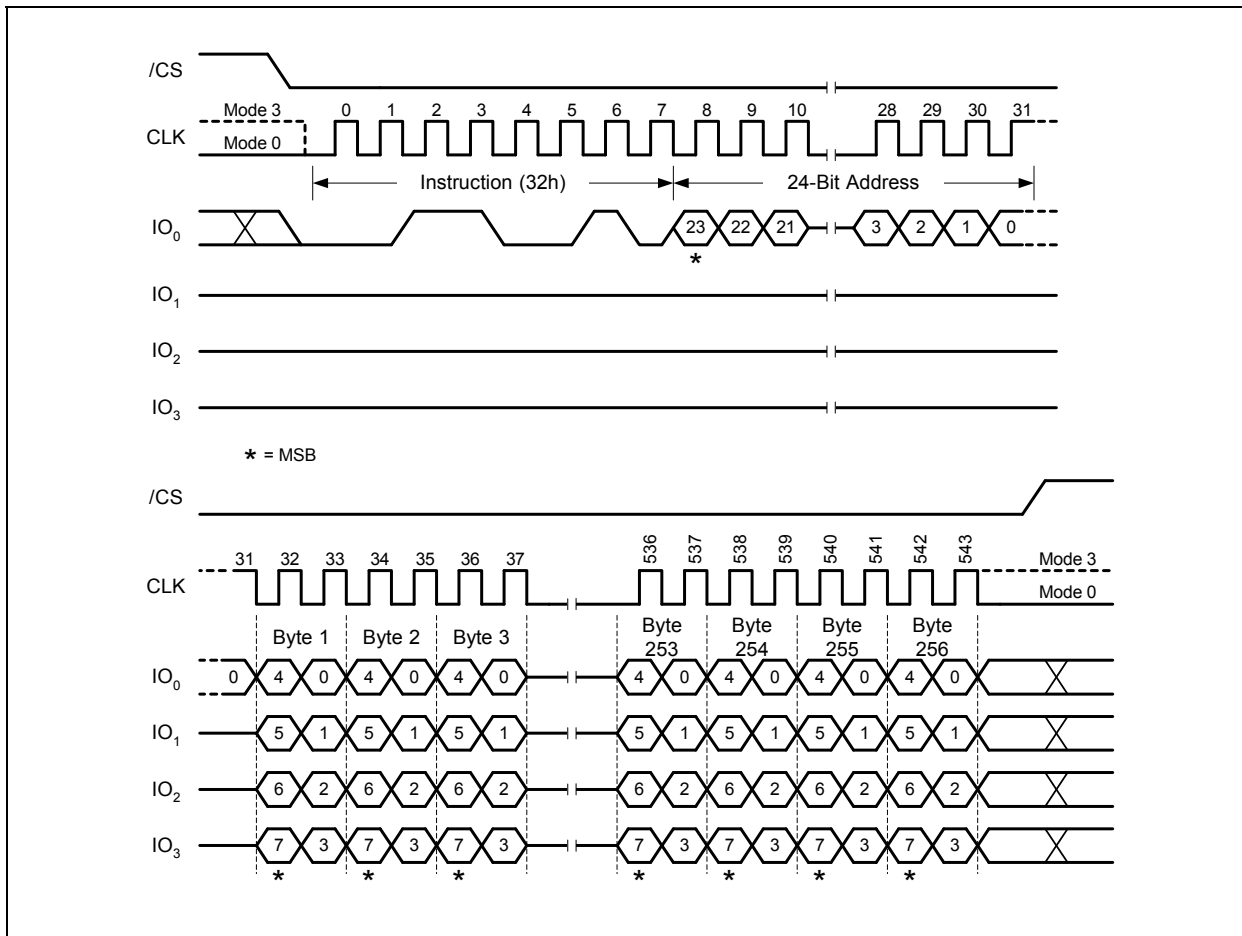 /CS
Mode 3 0 1 2 3 4 5 6 7 8 9 10 28 29 30 31
CLK
Mode 0
Instruction (32h) 24-Bit Address
IO0 23 22 21 3 2 1 0
*
IO1
IO2
IO3
* = MSB
/CS
31 32 33 34 35 36 37 536 537 538 539 540 541 542 543 Mode 3
CLK
Mode 0
Byte 1 Byte 2 Byte 3 Byte 253 Byte 254 Byte 255 Byte 256
IO0 0 4 0 4 0 4 0 4 0 4 0 4 0 4 0
IO1 5 1 5 1 5 1 5 1 5 1 5 1 5 1
IO2 6 2 6 2 6 2 6 2 6 2 6 2 6 2
IO3 7 3 7 3 7 3 7 3 7 3 7 3 7 3
* * * * * * *